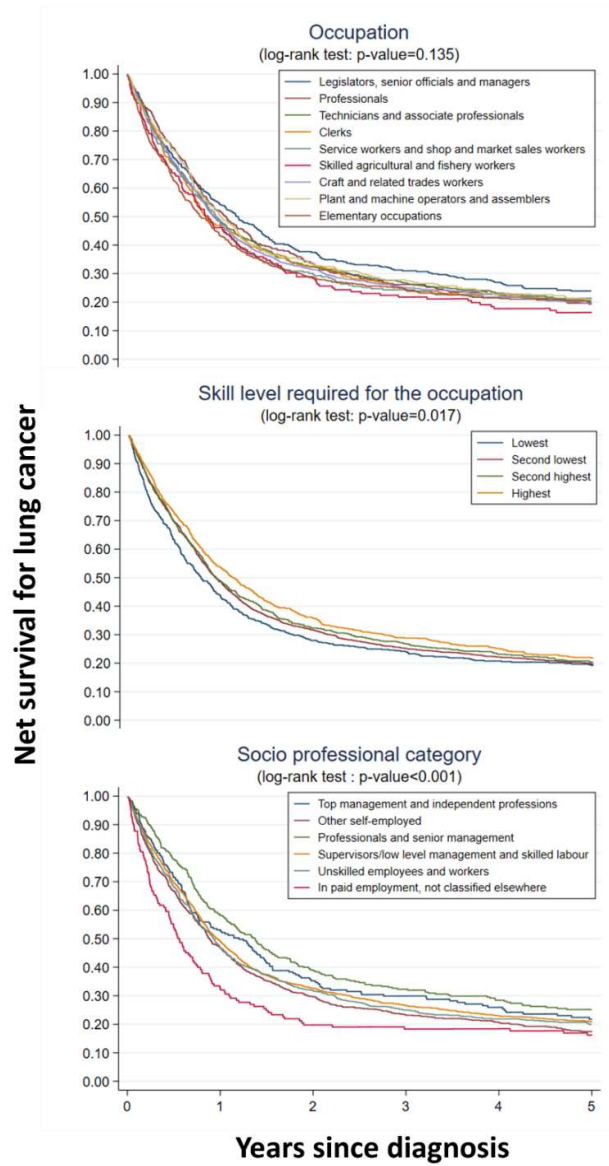 Occupation
(log-rank test: p-value=0.135)
1.00
0.90
0.80
0.70
0.60
0.50
0.40
0.30
0.20
0.10
0.00
Legislators, senior officials and managers
Professionals
Technicians and associate professionals
Clerks
Service workers and shop and market sales workers
Skilled agricultural and fishery workers
Craft and related trades workers
Plant and machine operators and assemblers
Elementary occupations
Net survival for lung cancer
Skill level required for the occupation
(log-rank test: p-value=0.017)
1.00
0.90
0.80
0.70
0.60
0.50
0.40
0.30
0.20
0.10
0.00
Lowest
Second lowest
Second highest
Highest
Socio professional category
(log-rank test : p-value<0.001)
1.00
0.90
0.80
0.70
0.60
0.50
0.40
0.30
0.20
0.10
0.00
Top management and independent professions
Other self-employed
Professionals and senior management
Supervisors/low level management and skilled labour
Unskilled employees and workers
In paid employment, not classified elsewhere
0 1 2 3 4 5
Years since diagnosis